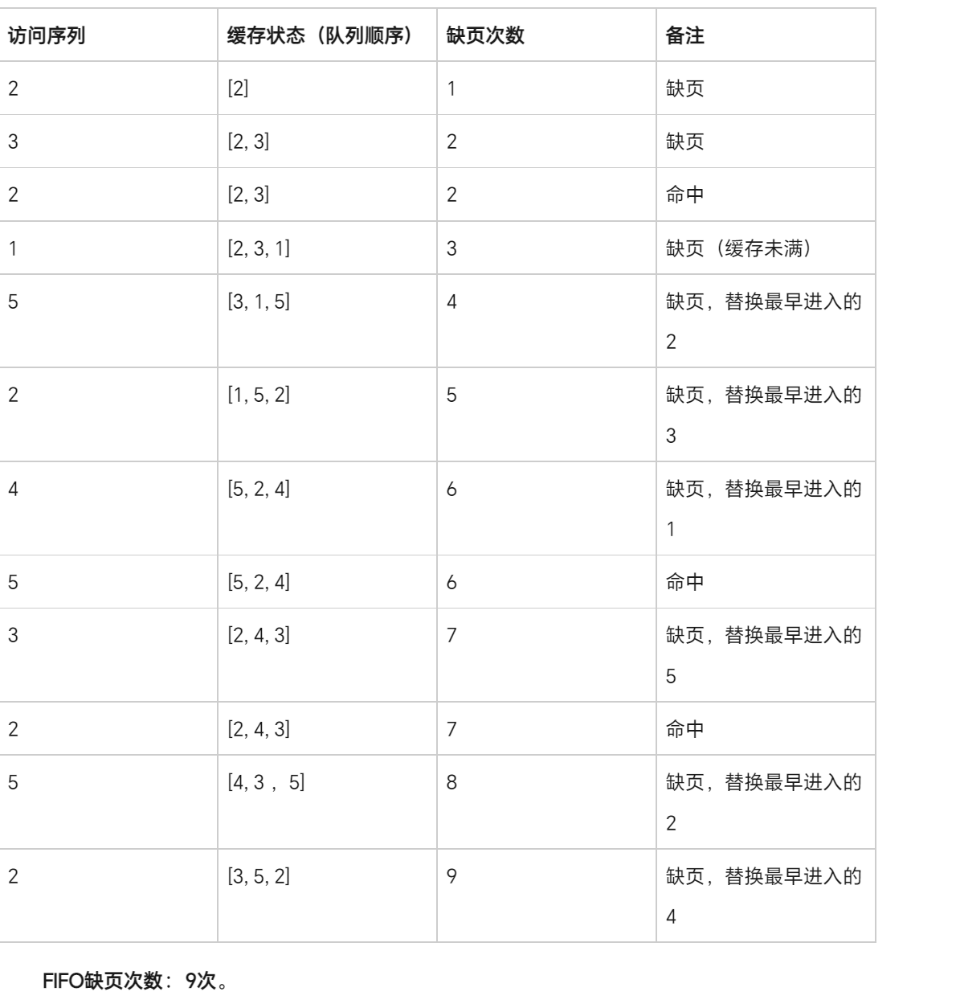 访问序列 缓存状态（队列顺序） 缺页次数 备注
2 [2] 1 缺页
3 [2, 3] 2 缺页
2 [2, 3] 2 命中
1 [2, 3, 1] 3 缺页（缓存未满）
5 [3, 1, 5] 4 缺页，替换最早进入的
2
2 [1, 5, 2] 5 缺页，替换最早进入的
3
4 [5, 2, 4] 6 缺页，替换最早进入的
1
5 [5, 2, 4] 6 命中
3 [2, 4, 3] 7 缺页，替换最早进入的
5
2 [2, 4, 3] 7 命中
5 [4, 3 ，5] 8 缺页，替换最早进入的
2
2 [3, 5, 2] 9 缺页，替换最早进入的
4
FIFO缺页次数：9次。